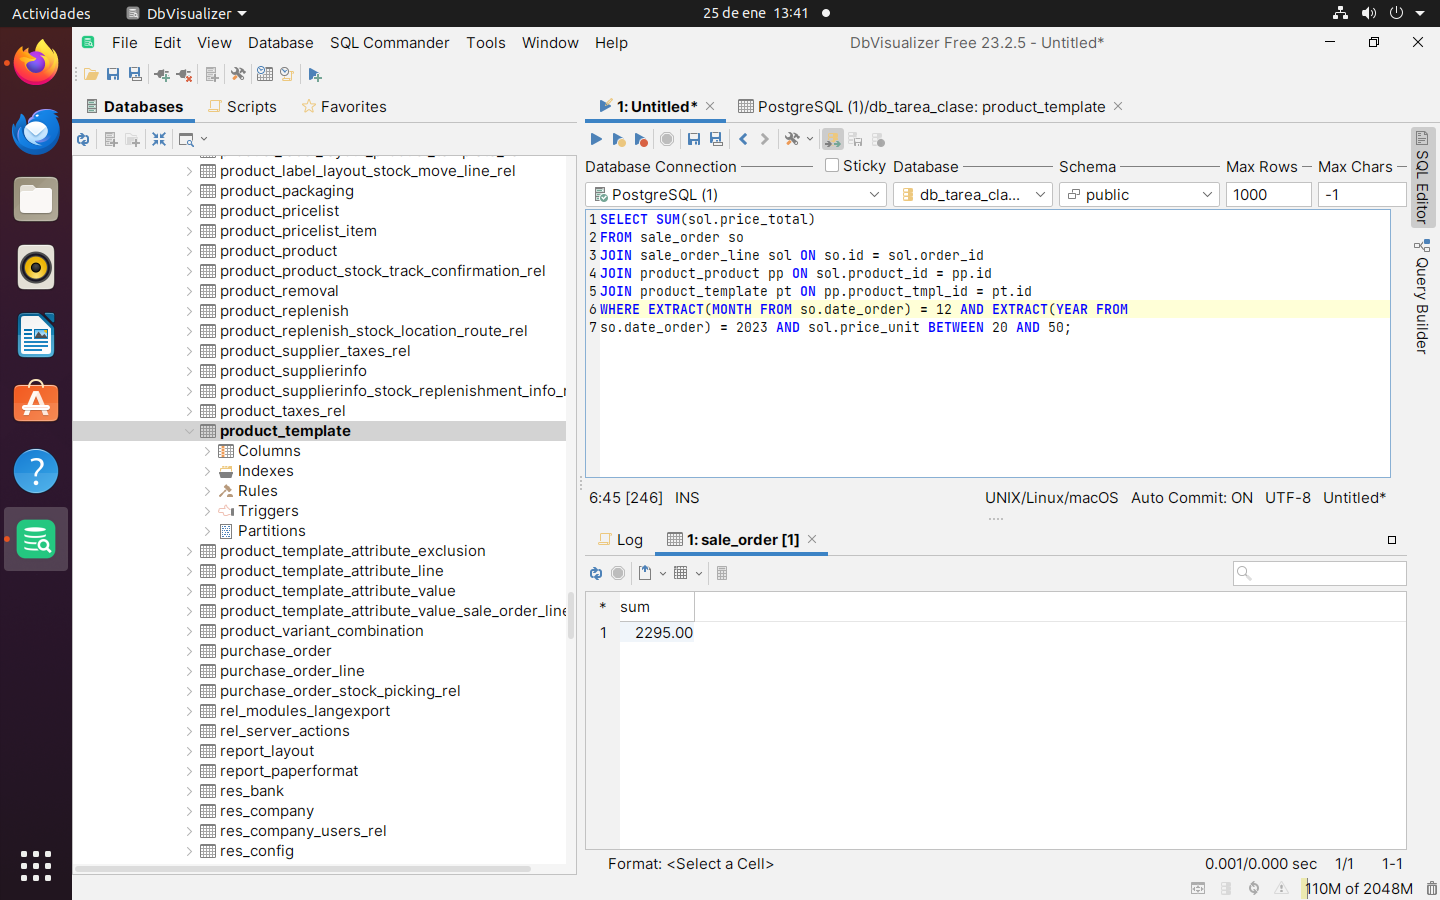 Actividades
DbVisualizer
25 de ene 13:41
File Edit View Database SQL Commander Tools Window Help
DbVisualizer Free 23.2.5 - Untitled*
Databases
Scripts
Favorites
product_label_layout_stock_move_line_rel
product_packaging
product_pricelist
product_pricelist_item
product_product
product_product_stock_track_confirmation_rel
product_removal
product_replenish
product_replenish_stock_location_route_rel
product_supplier_taxes_rel
product_supplierinfo
product_supplierinfo_stock_replenishment_info_r
product_taxes_rel
product_template
Columns
Indexes
Rules
Triggers
Partitions
product_template_attribute_exclusion
product_template_attribute_line
product_template_attribute_value
product_template_attribute_value_sale_order_line
product_variant_combination
purchase_order
purchase_order_line
purchase_order_stock_picking_rel
rel_modules_langexport
rel_server_actions
report_layout
report_paperformat
res_bank
res_company
res_company_users_rel
res_config
1: Untitled*
PostgreSQL (1)/db_tarea_clase: product_template
Database Connection
Sticky
Database
Schema
Max Rows
Max Chars
PostgreSQL (1)
db_tarea_cla...
public
1000
-1
1 SELECT SUM(sol.price_total)
2 FROM sale_order so
3 JOIN sale_order_line sol ON so.id = sol.order_id
4 JOIN product_product pp ON sol.product_id = pp.id
5 JOIN product_template pt ON pp.product_tmpl_id = pt.id
6 WHERE EXTRACT(MONTH FROM so.date_order) = 12 AND EXTRACT(YEAR FROM
7 so.date_order) = 2023 AND sol.price_unit BETWEEN 20 AND 50;
SQL Editor
Query Builder
6:45 [246] INS
UNIX/Linux/macOS Auto Commit: ON UTF-8 Untitled*
Log
1: sale_order [1]
* sum
1 2295.00
Format: <Select a Cell>
0.001/0.000 sec 1/1 1-1
110M of 2048M